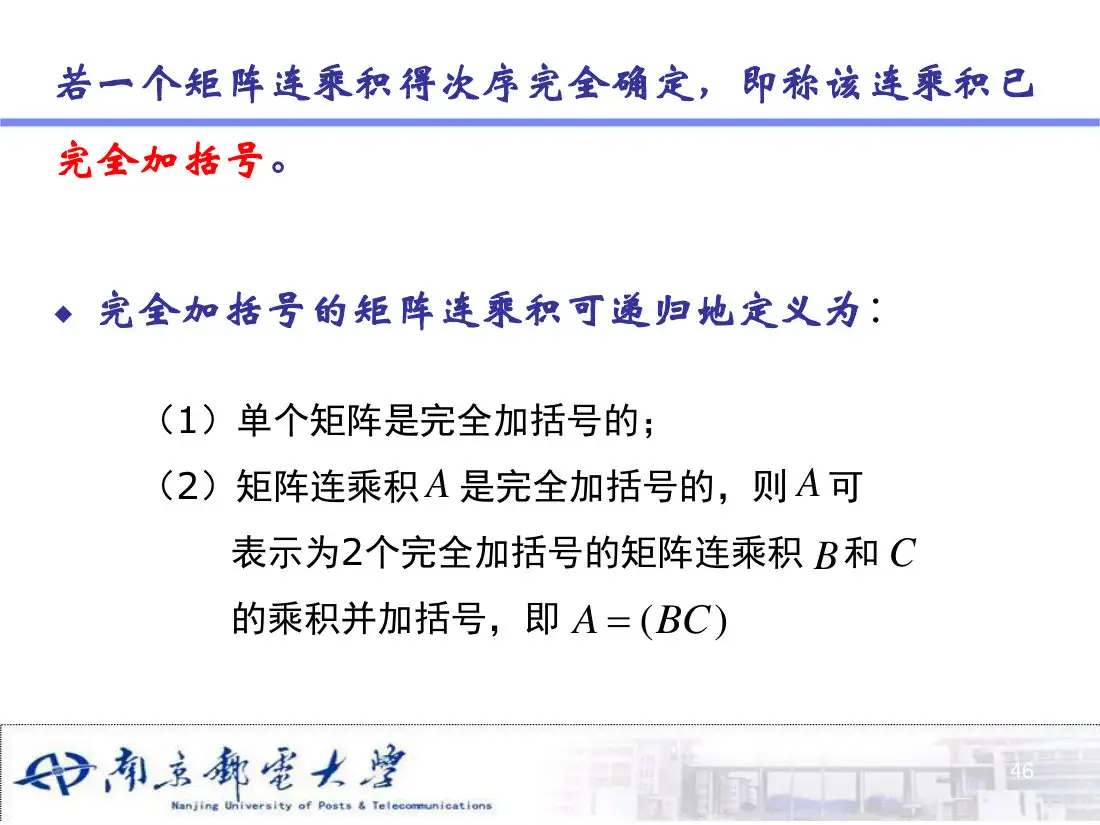 若一个矩阵连乘积得次序完全确定，即称该连乘积已
完全加括号。
◆ 完全加括号的矩阵连乘积可递归地定义为：
（1）单个矩阵是完全加括号的；
（2）矩阵连乘积 A 是完全加括号的，则 A 可
表示为2个完全加括号的矩阵连乘积 B 和 C
的乘积并加括号，即 A = (BC)
南京郵電大學
Nanjing University of Posts & Telecommunications
46